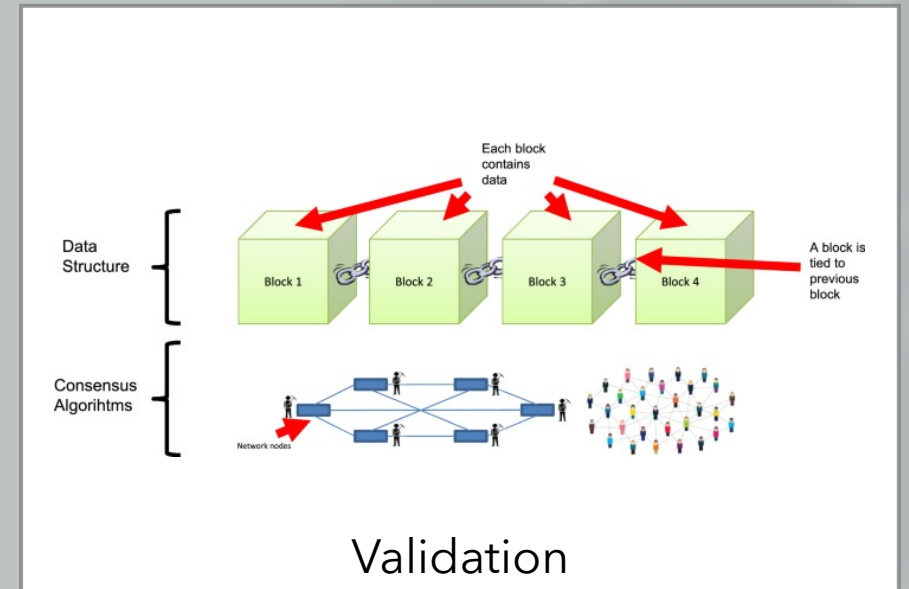 Each block
contains
data
Data
Structure
Block 1
Block 2
Block 3
Block 4
A block is
tied to
previous
block
Consensus
Algorihtms
Network nodes
Validation